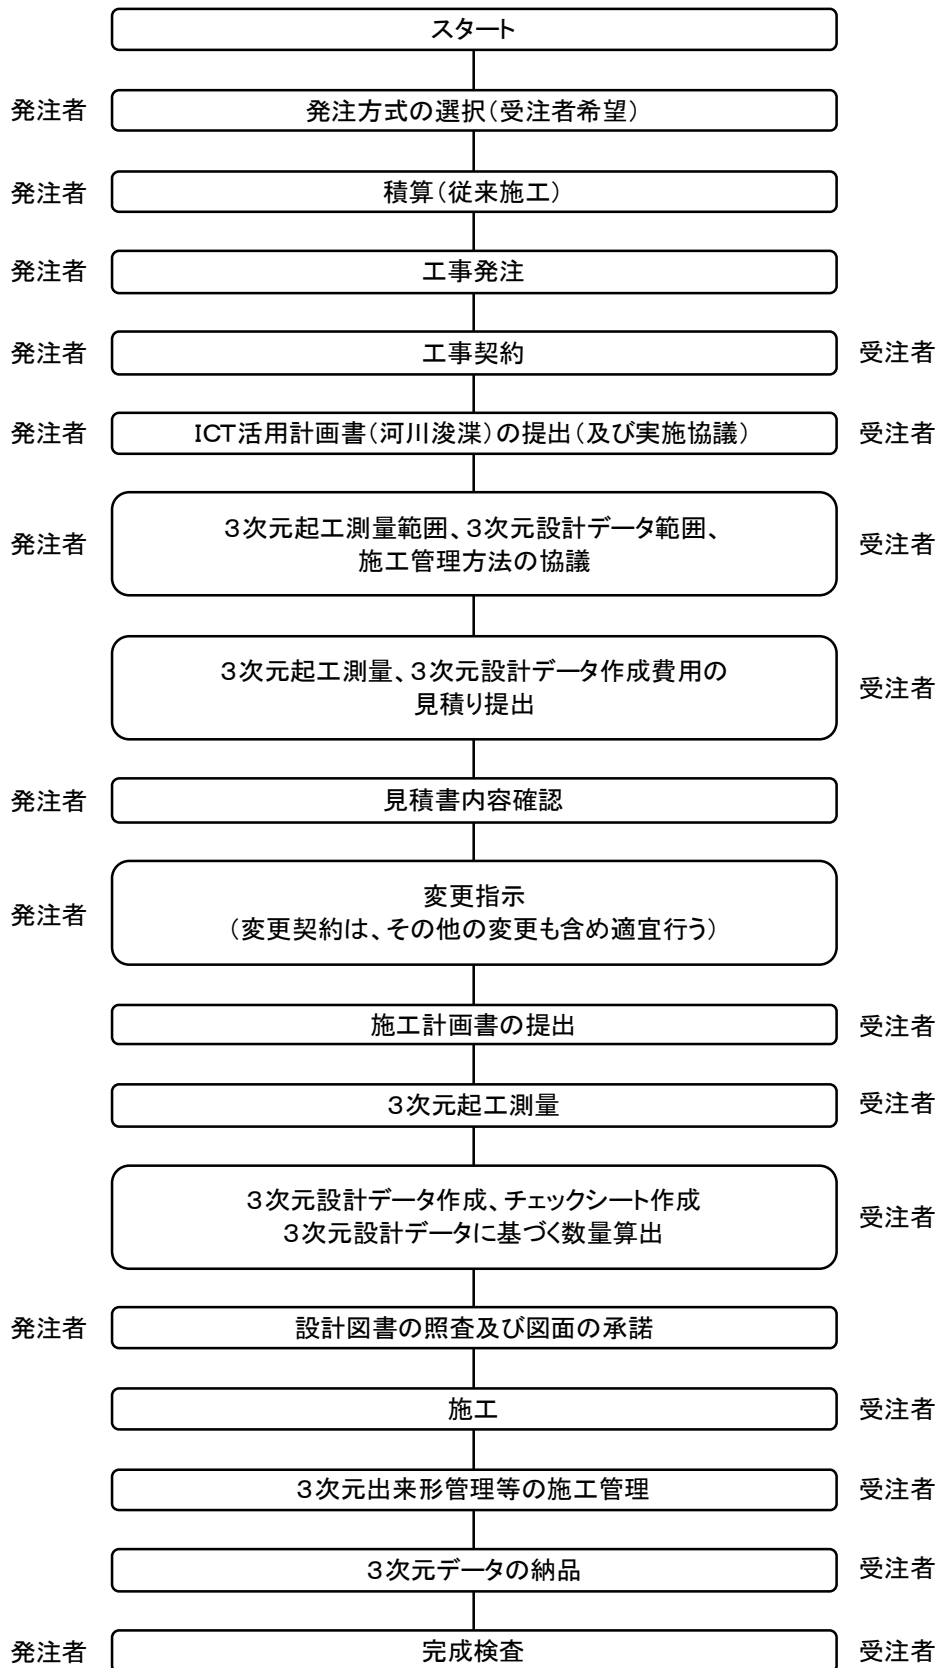 スタート
発注者 発注方式の選択（受注者希望）
発注者 積算（従来施工）
発注者 工事発注
発注者 工事契約 受注者
発注者 ICT活用計画書（河川浚渫）の提出（及び実施協議） 受注者
３次元起工測量範囲、３次元設計データ範囲、
発注者 施工管理方法の協議 受注者
３次元起工測量、３次元設計データ作成費用の
見積り提出 受注者
発注者 見積書内容確認
変更指示
発注者 （変更契約は、その他の変更も含め適宜行う）
施工計画書の提出 受注者
３次元起工測量 受注者
３次元設計データ作成、チェックシート作成
３次元設計データに基づく数量算出 受注者
発注者 設計図書の照査及び図面の承諾
施工 受注者
３次元出来形管理等の施工管理 受注者
３次元データの納品 受注者
発注者 完成検査 受注者